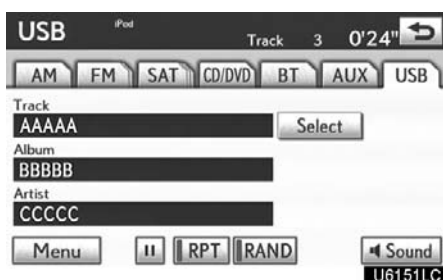 USB iPod Track 3 0'24"
AM FM SAT CD/DVD BT AUX USB
Track
AAAAA Select
Album
BBBBB
Artist
CCCCC
Menu II RPT RAND Sound
U6151LC